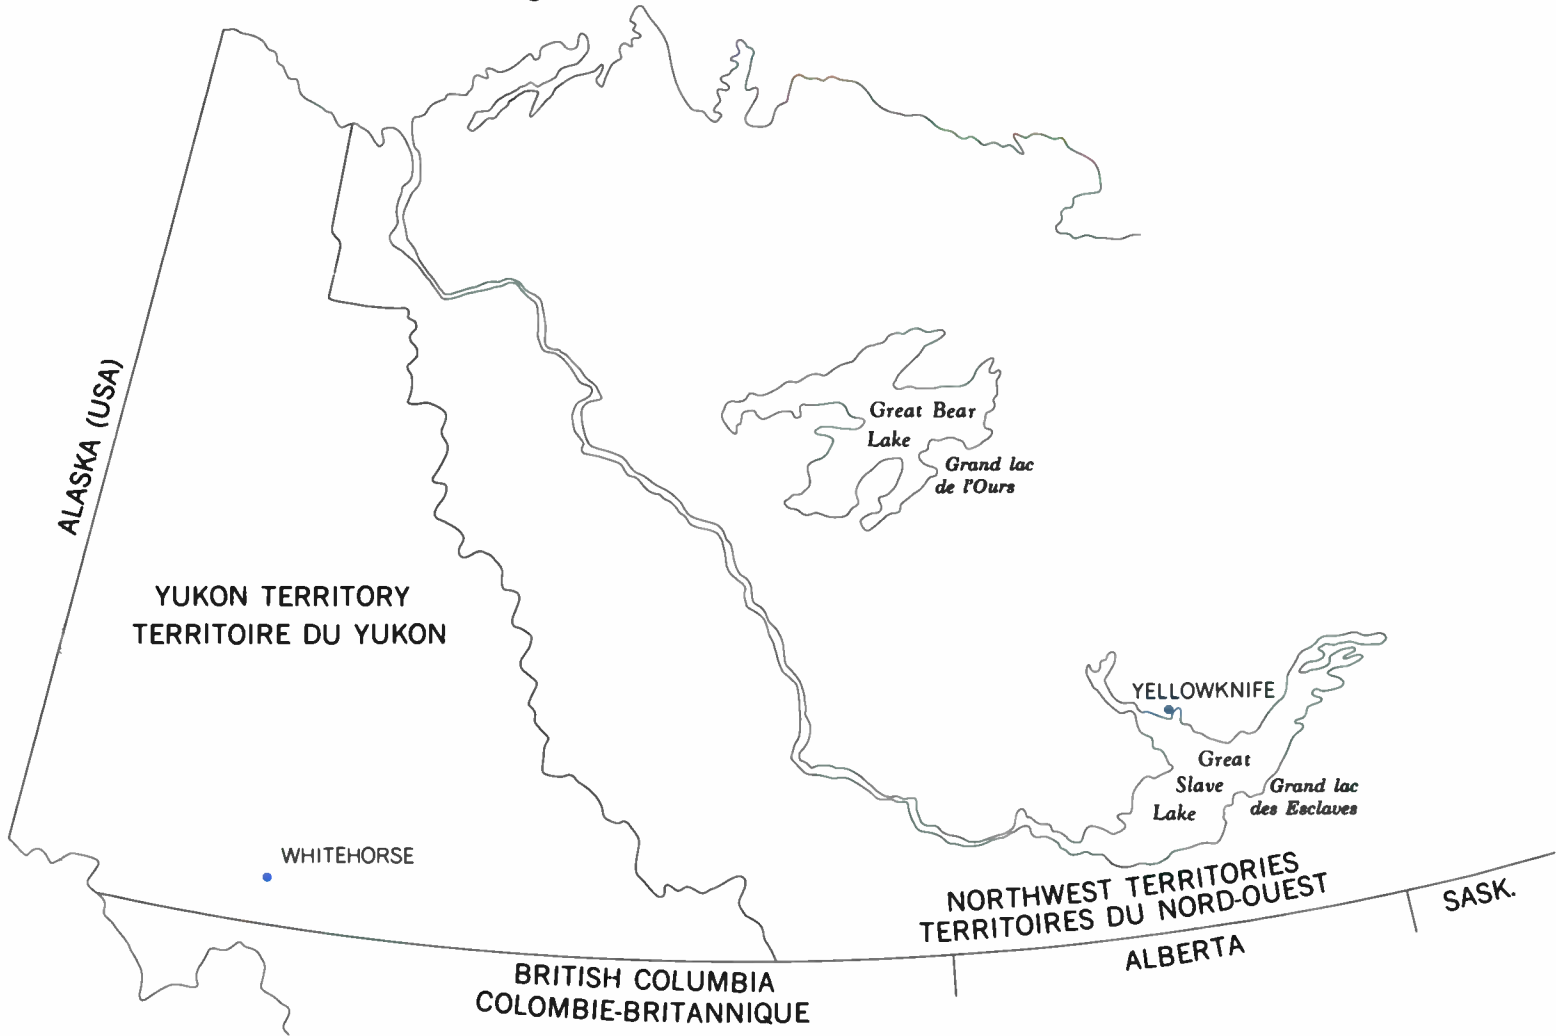 ALASKA (USA)
Great Bear
Lake
Grand lac
de l'Ours
YUKON TERRITORY
TERRITOIRE DU YUKON
YELLOWKNIFE
Great
Slave
Lake
Grand lac
des Esclaves
WHITEHORSE
NORTHWEST TERRITORIES
TERRITOIRES DU NORD-OUEST
SASK.
ALBERTA
BRITISH COLUMBIA
COLOMBIE-BRITANNIQUE